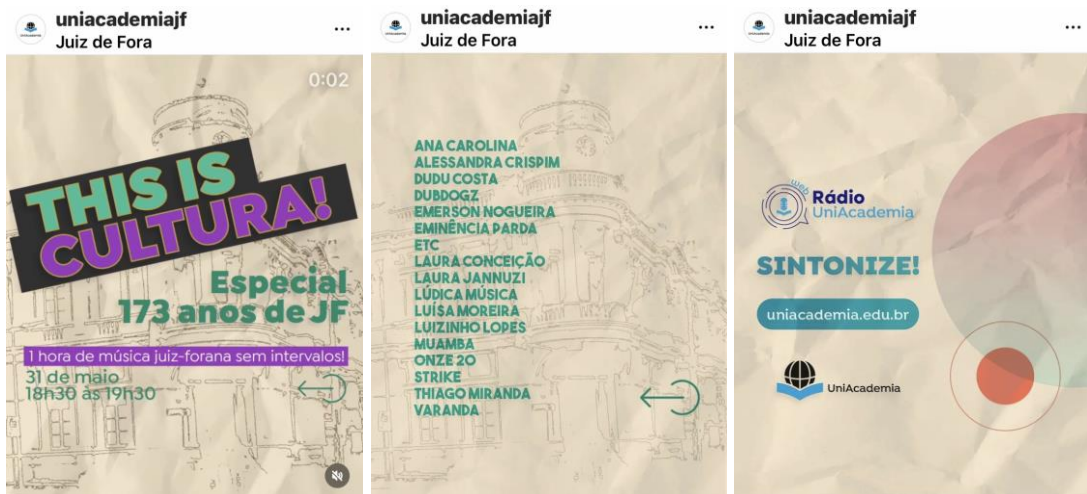 uniacademiajf
Juiz de Fora
...
0:02
THIS IS
CULTURA!
Especial
173 anos de JF
1 hora de música juiz-forana sem intervalos!
31 de maio
18h30 às 19h30
uniacademiajf
Juiz de Fora
...
ANA CAROLINA
ALESSANDRA CRISPIM
DUDU COSTA
DUBDOGZ
EMERSON NOGUEIRA
EMINÊNCIA PARDA
ETC
LAURA CONCEIÇÃO
LAURA JANNUZI
LÚDICA MÚSICA
LUÍSA MOREIRA
LUIZINHO LOPES
MUAMBA
ONZE 20
STRIKE
THIAGO MIRANDA
VARANDA
uniacademiajf
Juiz de Fora
...
web
Rádio
UniAcademia
SINTONIZE!
uniacademia.edu.br
UniAcademia